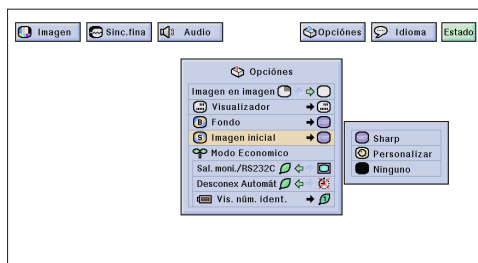 Imagen Sinc.fina Audio Opciónes Idioma Estado
Opciónes
Imagen en imagen
Visualizador
Fondo
Imagen inicial
Modo Economico
Sal. moni./RS232C
Desconex Automát
Vis. núm. ident.
Sharp
Personalizar
Ninguno